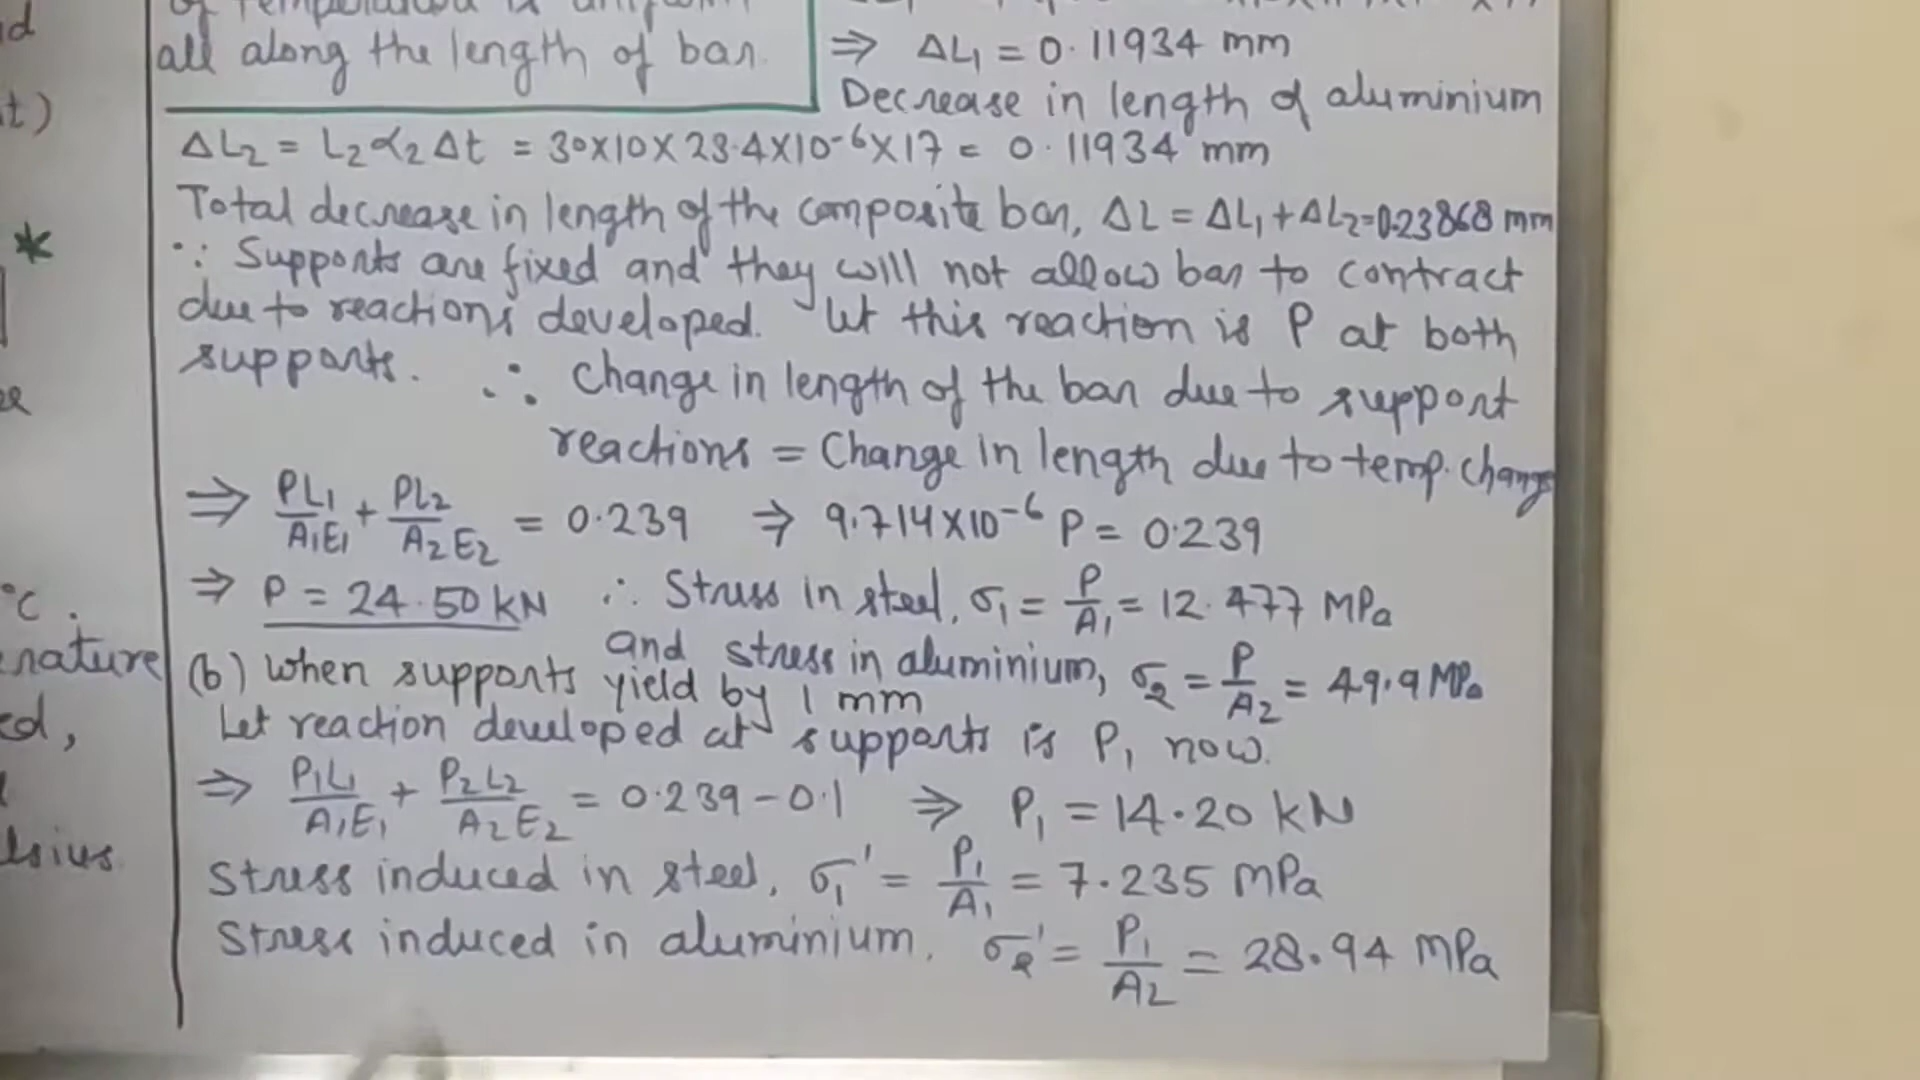 of temperature is uniform
all along the length of bar.
⇒ ΔL1 = 0.11934 mm
Decrease in length of aluminium
ΔL2 = L2α2Δt = 30×10×23.4×10-6×17 = 0.11934 mm
Total decrease in length of the composite bar, ΔL = ΔL1+ΔL2=0.23868 mm
∵ Supports are fixed and they will not allow bar to contract
due to reactions developed. Let this reaction is P at both
supports. ∴ Change in length of the bar due to support
reactions = Change in length due to temp. change
⇒ PL1/A1E1 + PL2/A2E2 = 0.239 ⇒ 9.714×10-6 P = 0.239
⇒ P = 24.50 kN ∴ Stress in steel, σ1 = P/A1 = 12.477 MPa
and stress in aluminium, σ2 = P/A2 = 49.9 MPa
(b) When supports yield by 1 mm
Let reaction developed at supports is P1 now.
⇒ P1L1/A1E1 + P2L2/A2E2 = 0.239-0.1 ⇒ P1 = 14.20 kN
Stress induced in steel, σ1' = P1/A1 = 7.235 MPa
Stress induced in aluminium, σ2' = P1/A2 = 28.94 MPa
t)
*
°C.
ed,